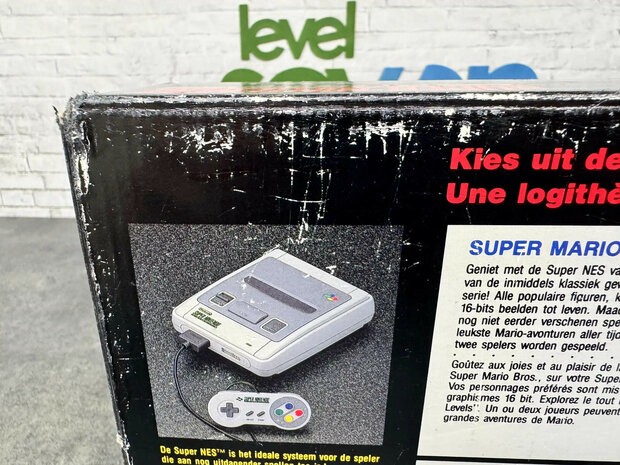 level
seven
Kies uit de
Une logithè
SUPER MARIO
Geniet met de Super NES va
van de inmiddels klassiek gew
serie! Alle populaire figuren, k
16-bits beelden tot leven. Maa
nog niet eerder verschenen spe
leukste Mario-avonturen aller tijd
twee spelers worden gespeeld.
Goûtez aux joies et au plaisir de la
Super Mario Bros., sur votre Super
Vos personnages préférés sont mis
graphismes 16 bit. Explorez le tout
Levels". Un ou deux joueurs peuvent
grandes aventures de Mario.
SUPER NINTENDO
SUPER NINTENDO
De Super NES™ is het ideale systeem voor de speler
die aan nog uitdagender spellen toe is